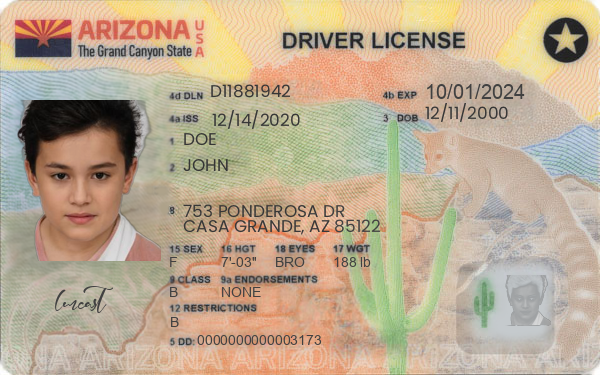 ARIZONA USA
The Grand Canyon State
DRIVER LICENSE
4d DLN D11881942
4b EXP 10/01/2024
4a ISS 12/14/2020
3 DOB 12/11/2000
1 DOE
2 JOHN
8 753 PONDEROSA DR
CASA GRANDE, AZ 85122
15 SEX 16 HGT 18 EYES 17 WGT
F 7'-03" BRO 188 lb
9 CLASS 9a ENDORSEMENTS
B NONE
12 RESTRICTIONS
B
5 DD: 0000000000003173
ARIZONA ARIZONA ARIZONA ARIZONA